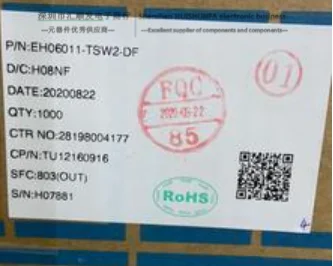 —元器件优秀供应商—
—Excellent supplier of components and components—
P/N:EH06011-TSW2-DF
D/C:H08NF
DATE:20200822
QTY:1000
CTR NO:28198004177
CP/N:TU12160916
SFC:803(OUT)
S/N:H07881
FQC
85
01
RoHS